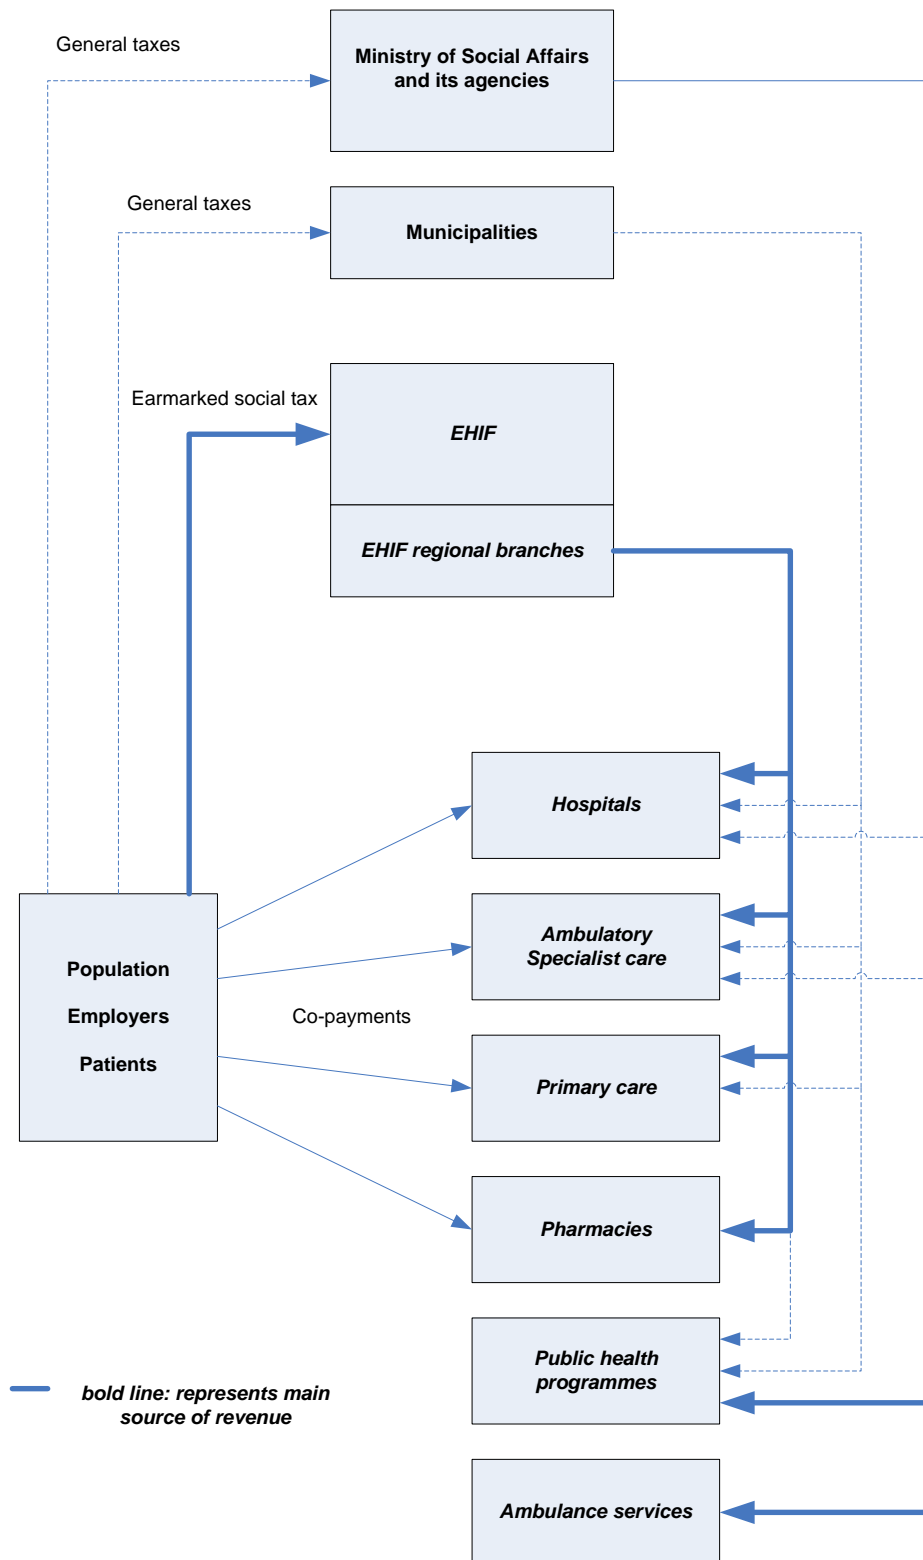 General taxes
Ministry of Social Affairs
and its agencies
General taxes
Municipalities
Earmarked social tax
EHIF
EHIF regional branches
Hospitals
Ambulatory
Specialist care
Population
Employers
Patients
Co-payments
Primary care
Pharmacies
Public health
programmes
bold line: represents main
source of revenue
Ambulance services